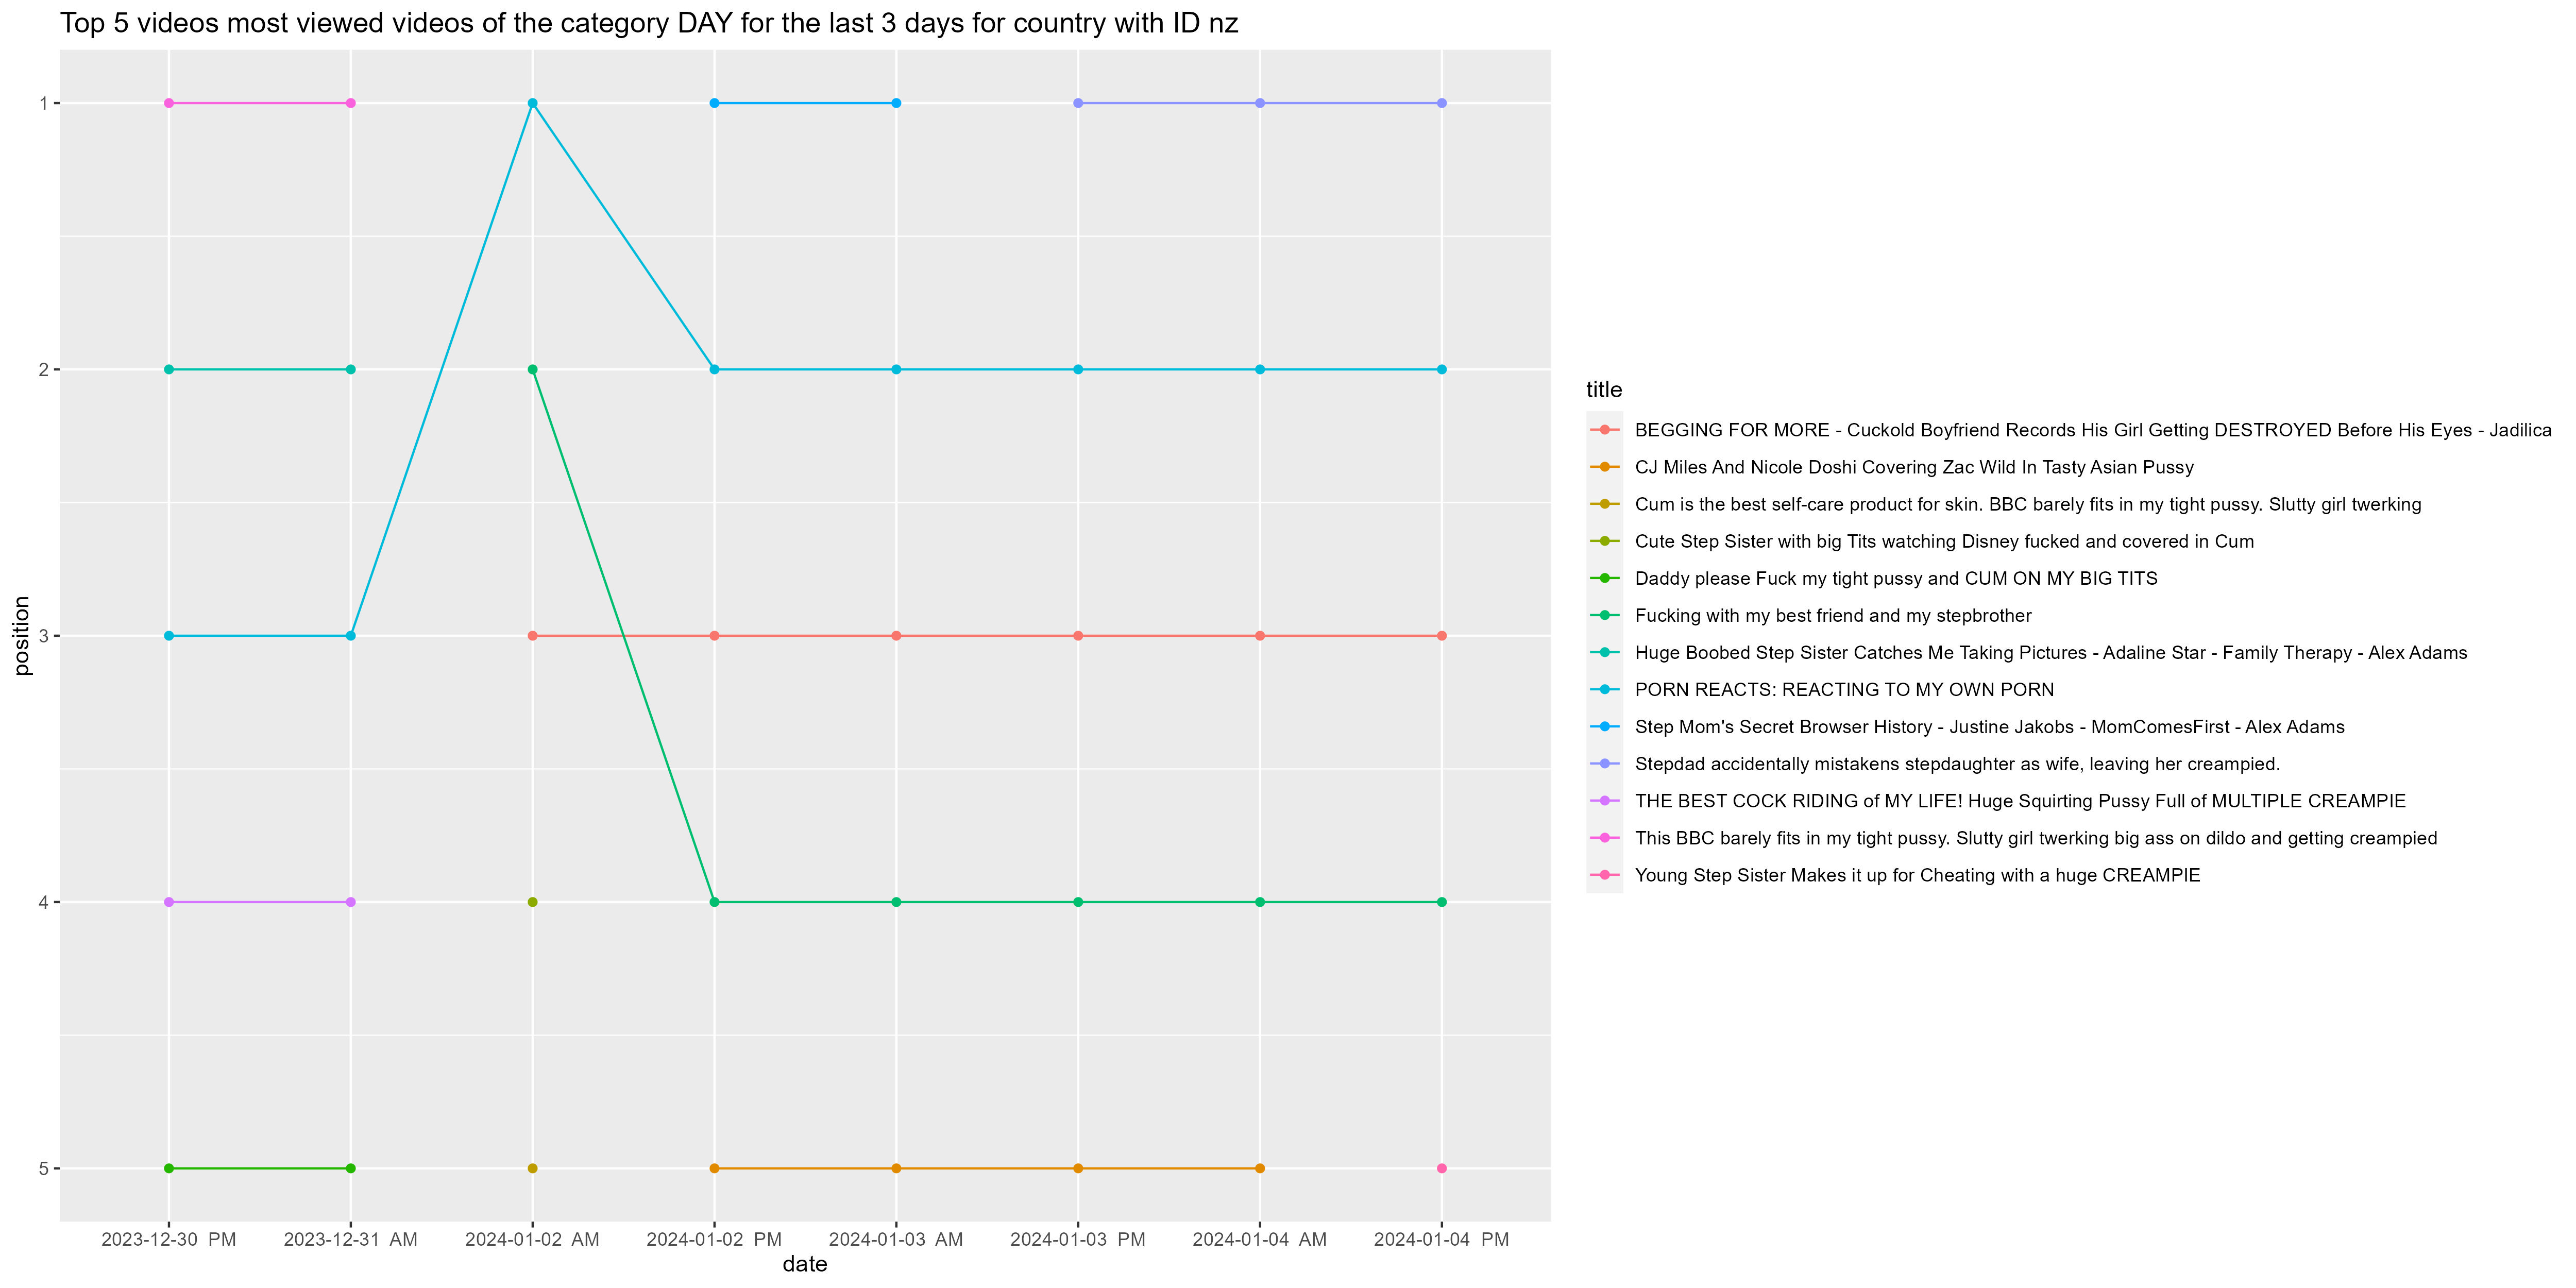 Top 5 videos most viewed videos of the category DAY for the last 3 days for country with ID nz
position
1
2
3
4
5
2023-12-30 PM
2023-12-31 AM
2024-01-02 AM
2024-01-02 PM
2024-01-03 AM
2024-01-03 PM
2024-01-04 AM
2024-01-04 PM
date
title
BEGGING FOR MORE - Cuckold Boyfriend Records His Girl Getting DESTROYED Before His Eyes - Jadilica
CJ Miles And Nicole Doshi Covering Zac Wild In Tasty Asian Pussy
Cum is the best self-care product for skin. BBC barely fits in my tight pussy. Slutty girl twerking
Cute Step Sister with big Tits watching Disney fucked and covered in Cum
Daddy please Fuck my tight pussy and CUM ON MY BIG TITS
Fucking with my best friend and my stepbrother
Huge Boobed Step Sister Catches Me Taking Pictures - Adaline Star - Family Therapy - Alex Adams
PORN REACTS: REACTING TO MY OWN PORN
Step Mom's Secret Browser History - Justine Jakobs - MomComesFirst - Alex Adams
Stepdad accidentally mistakens stepdaughter as wife, leaving her creampied.
THE BEST COCK RIDING of MY LIFE! Huge Squirting Pussy Full of MULTIPLE CREAMPIE
This BBC barely fits in my tight pussy. Slutty girl twerking big ass on dildo and getting creampied
Young Step Sister Makes it up for Cheating with a huge CREAMPIE